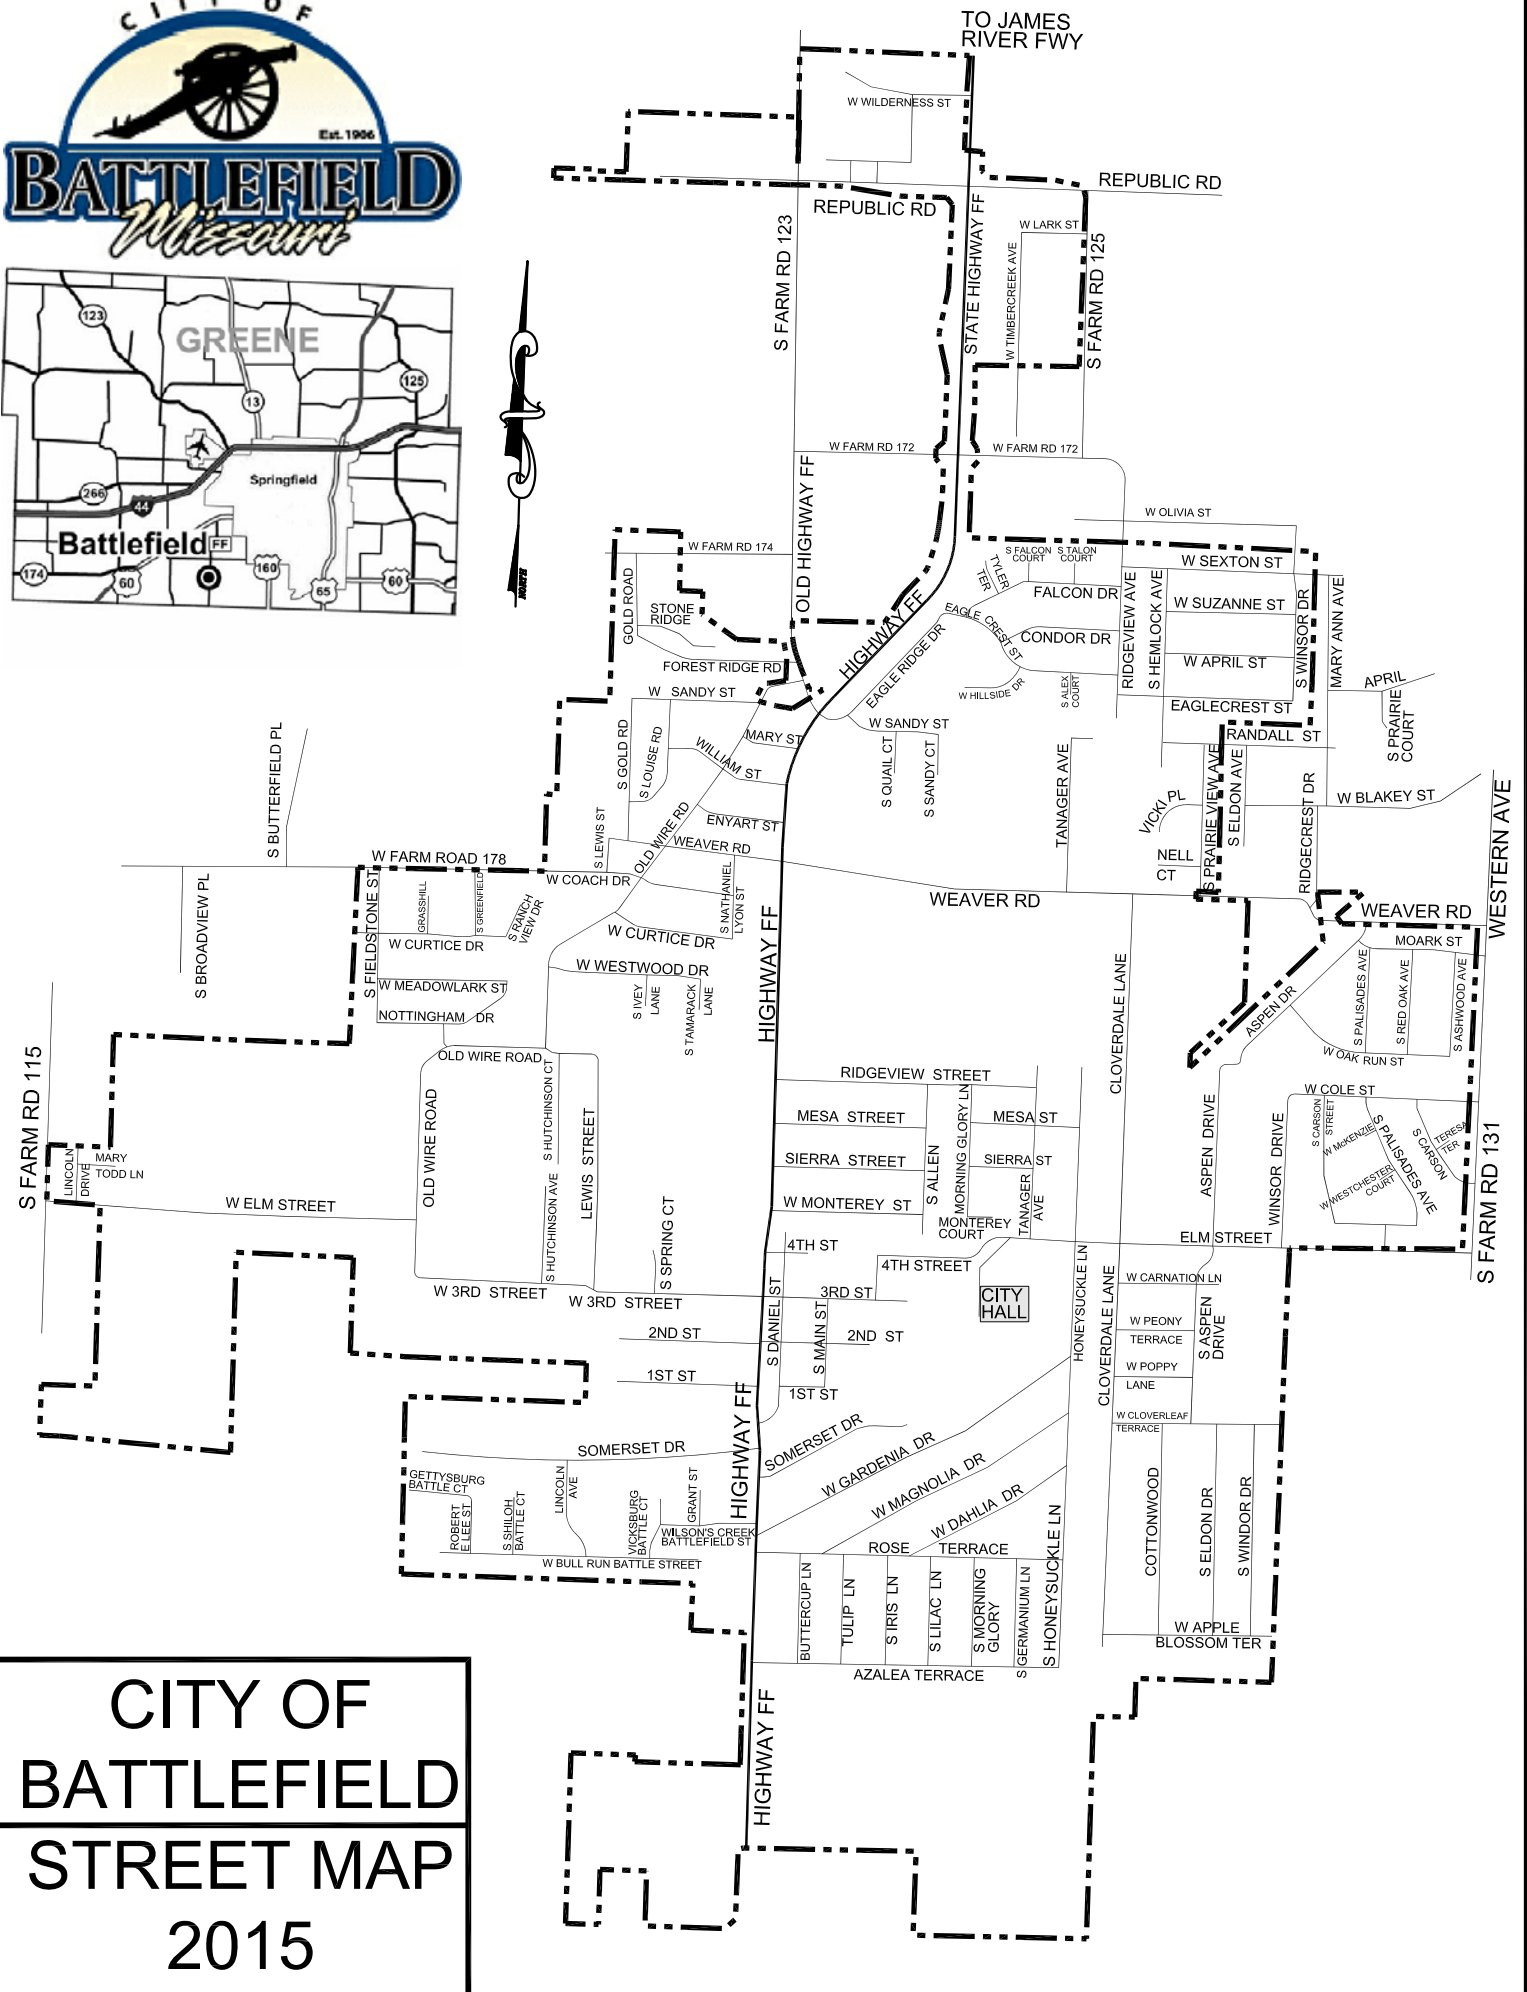 CITY OF
Est. 1906
BATTLEFIELD
Missouri
TO JAMES
RIVER FWY
W WILDERNESS ST
REPUBLIC RD
REPUBLIC RD
S FARM RD 123
STATE HIGHWAY FF
W LARK ST
W TIMBERCREEK AVE
S FARM RD 125
123
GREENE
125
13
Springfield
266
44
Battlefield
FF
174
60
160
65
60
W FARM RD 172
W FARM RD 172
OLD HIGHWAY FF
W OLIVIA ST
W FARM RD 174
GOLD ROAD
STONE
RIDGE
FOREST RIDGE RD
W SANDY ST
HIGHWAY FF
EAGLE RIDGE DR
TYLER
TER
S FALCON
COURT
S TALON
COURT
FALCON DR
EAGLE CREST ST
CONDOR DR
W HILLSIDE DR
S ALEX
COURT
RIDGEVIEW AVE
S HEMLOCK AVE
W SEXTON ST
W SUZANNE ST
W APRIL ST
EAGLECREST ST
S WINSOR DR
MARY ANN AVE
APRIL
S PRAIRIE
COURT
RANDALL ST
S BUTTERFIELD PL
S GOLD RD
S LOUISE RD
MARY ST
WILLIAM ST
ENYART ST
OLD WIRE RD
S LEWIS ST
WEAVER RD
W SANDY ST
S QUAIL CT
S SANDY CT
TANAGER AVE
VICKI PL
NELL
CT
S PRAIRIE VIEW AVE
S ELDON AVE
RIDGECREST DR
W BLAKEY ST
WESTERN AVE
W FARM ROAD 178
W COACH DR
S BROADVIEW PL
S FIELDSTONE ST
GRASSHILL
S GREENFIELD
S RANCH
VIEW DR
W CURTICE DR
S NATHANIEL
LYON ST
W CURTICE DR
HIGHWAY FF
WEAVER RD
WEAVER RD
MOARK ST
W MEADOWLARK ST
NOTTINGHAM DR
W WESTWOOD DR
S IVEY
LANE
S TAMARACK
LANE
CLOVERDALE LANE
ASPEN DR
S PALISADES AVE
S RED OAK AVE
S ASHWOOD AVE
W OAK RUN ST
S FARM RD 115
OLD WIRE ROAD
OLD WIRE ROAD
S HUTCHINSON CT
LEWIS STREET
RIDGEVIEW STREET
MESA STREET
MORNING GLORY LN
MESA ST
SIERRA STREET
S ALLEN
SIERRA ST
W MONTEREY ST
MONTEREY
COURT
TANAGER
AVE
ASPEN DRIVE
WINSOR DRIVE
W COLE ST
S CARSON
STREET
W McKENZIE
S PALISADES AVE
S CARSON
TERESA
TER
W WESTCHESTER
COURT
S FARM RD 131
LINCOLN
DRIVE
MARY
TODD LN
W ELM STREET
S HUTCHINSON AVE
S SPRING CT
4TH ST
4TH STREET
ELM STREET
W 3RD STREET
W 3RD STREET
3RD ST
CITY
HALL
HONEYSUCKLE LN
CLOVERDALE LANE
W CARNATION LN
W PEONY
TERRACE
S ASPEN
DRIVE
W POPPY
LANE
W CLOVERLEAF
TERRACE
2ND ST
S DANIEL ST
S MAIN ST
2ND ST
1ST ST
1ST ST
HIGHWAY FF
SOMERSET DR
SOMERSET DR
W GARDENIA DR
W MAGNOLIA DR
W DAHLIA DR
GETTYSBURG
BATTLE CT
ROBERT
E LEE ST
S SHILOH
BATTLE CT
LINCOLN
AVE
VICKSBURG
BATTLE CT
GRANT ST
WILSON'S CREEK
BATTLEFIELD ST
W BULL RUN BATTLE STREET
ROSE TERRACE
BUTTERCUP LN
TULIP LN
S IRIS LN
S LILAC LN
S MORNING
GLORY
S GERMANIUM LN
S HONEYSUCKLE LN
COTTONWOOD
S ELDON DR
S WINDOR DR
W APPLE
BLOSSOM TER
AZALEA TERRACE
HIGHWAY FF
CITY OF
BATTLEFIELD
STREET MAP
2015